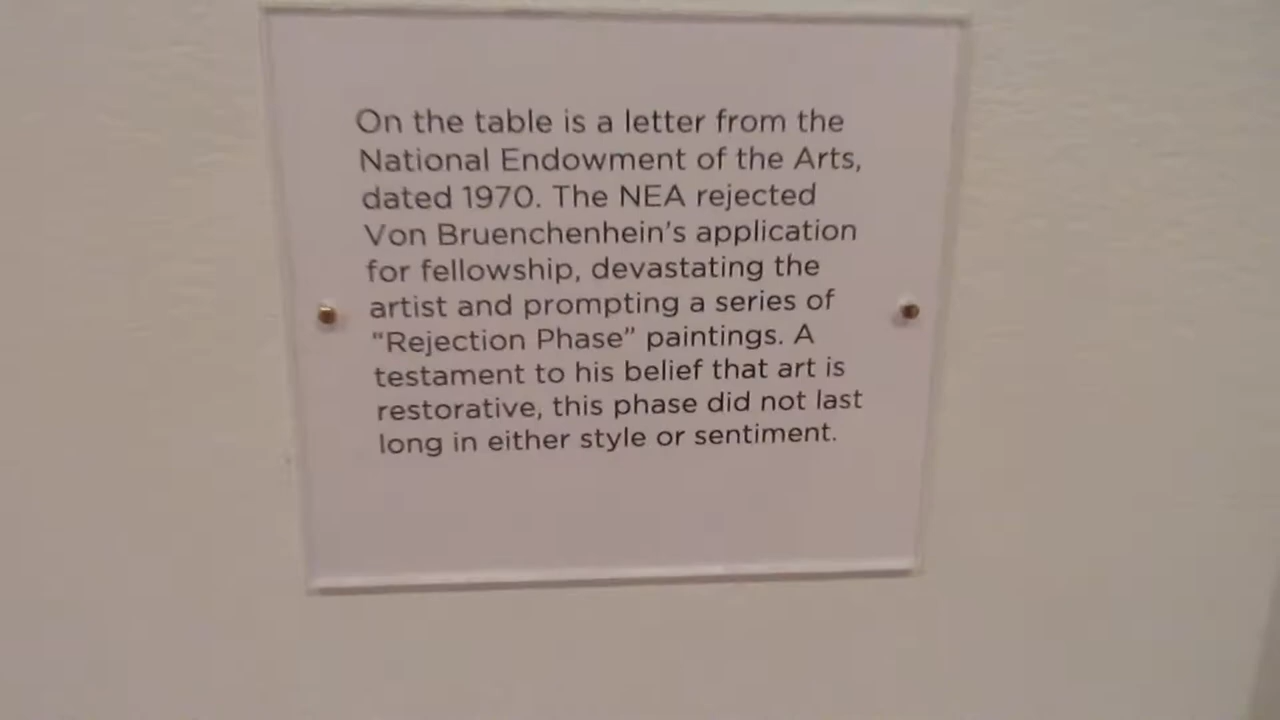 On the table is a letter from the
National Endowment of the Arts,
dated 1970. The NEA rejected
Von Bruenchenhein's application
for fellowship, devastating the
artist and prompting a series of
“Rejection Phase” paintings. A
testament to his belief that art is
restorative, this phase did not last
long in either style or sentiment.